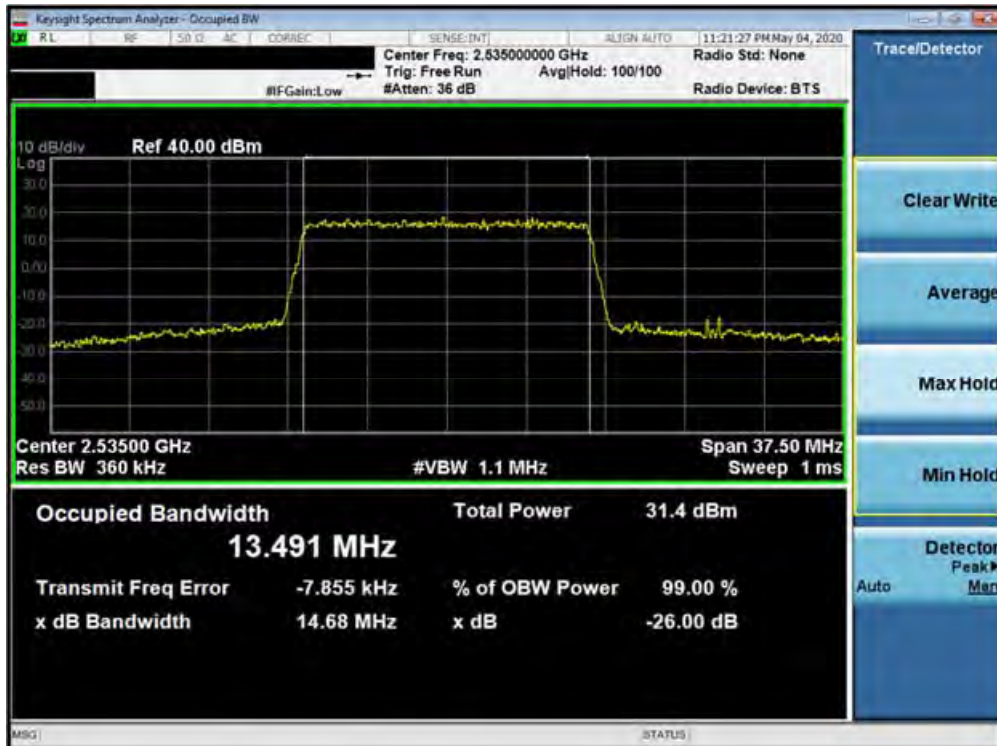 Keysight Spectrum Analyzer - Occupied BW
RL RF 50 Ω AC CORREC SENSE:INT ALIGN AUTO 11:21:27 PM May 04, 2020
Center Freq: 2.535000000 GHz Radio Std: None
Trig: Free Run Avg|Hold: 100/100
#IFGain:Low #Atten: 36 dB Radio Device: BTS
Trace/Detector
10 dB/div Ref 40.00 dBm
Log
30.0
20.0
10.0
0.00
-10.0
-20.0
-30.0
-40.0
-50.0
Center 2.53500 GHz Span 37.50 MHz
Res BW 360 kHz #VBW 1.1 MHz Sweep 1 ms
Occupied Bandwidth Total Power 31.4 dBm
13.491 MHz
Transmit Freq Error -7.855 kHz % of OBW Power 99.00 %
x dB Bandwidth 14.68 MHz x dB -26.00 dB
Clear Write
Average
Max Hold
Min Hold
Detector
Peak▶
Auto Man
MSG STATUS